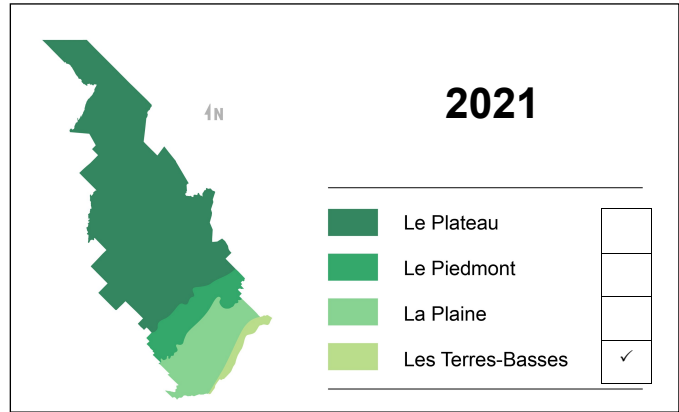 N
2021
Le Plateau
Le Piedmont
La Plaine
Les Terres-Basses ✓